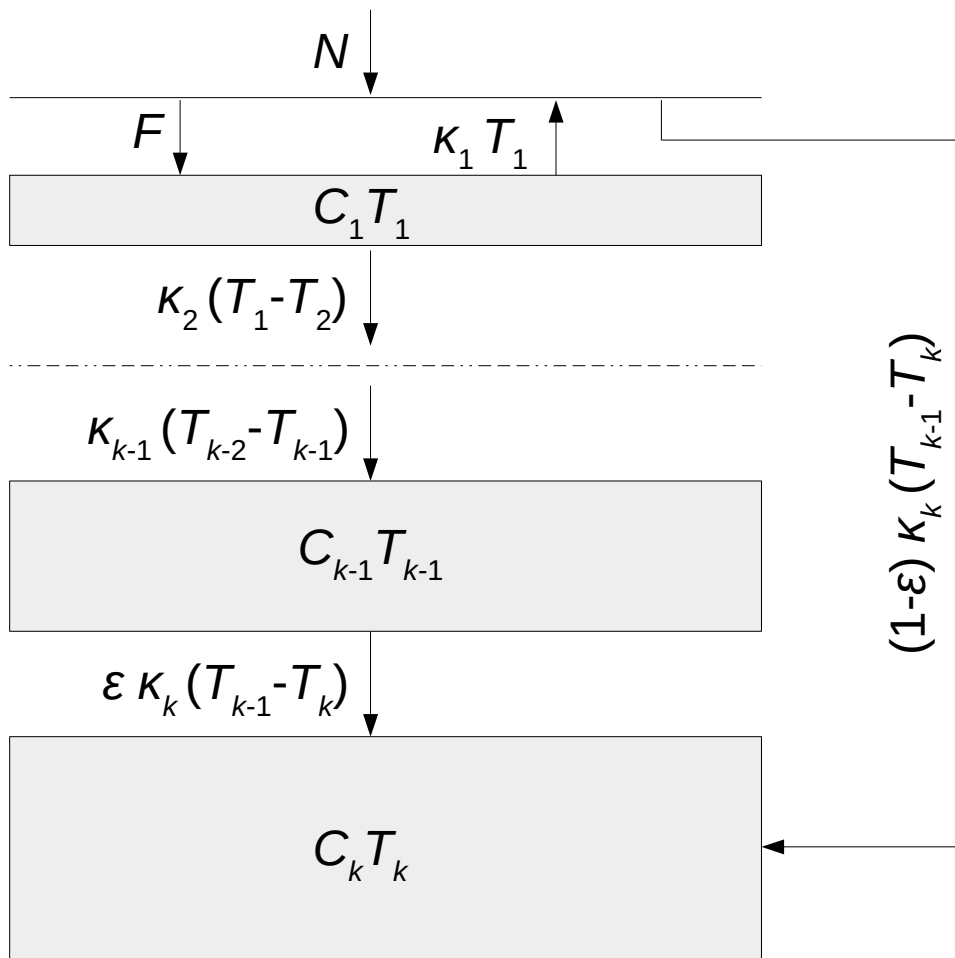 N
F
κ₁ T₁
C₁T₁
κ₂ (T₁-T₂)
κₖ₋₁ (Tₖ₋₂-Tₖ₋₁)
Cₖ₋₁Tₖ₋₁
ε κₖ (Tₖ₋₁-Tₖ)
CₖTₖ
(1-ε) κₖ (Tₖ₋₁-Tₖ)